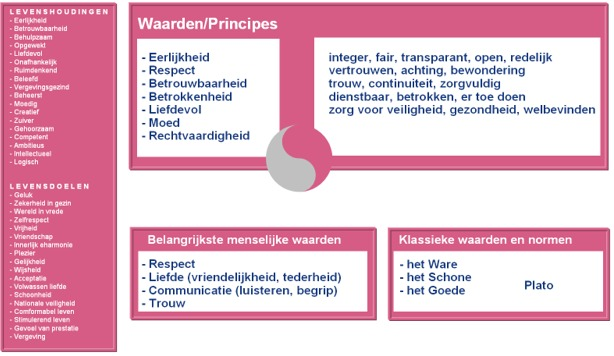 LEVENSHOUDINGEN
- Eerlijkheid
- Betrouwbaarheid
- Behulpzaam
- Opgewekt
- Liefdevol
- Onafhankelijk
- Ruimdenkend
- Beleefd
- Vergevingsgezind
- Beheerst
- Moedig
- Creatief
- Zuiver
- Gehoorzaam
- Competent
- Ambitieus
- Intellectueel
- Logisch
LEVENSDOELEN
- Geluk
- Zekerheid in gezin
- Wereld in vrede
- Zelfrespect
- Vrijheid
- Vriendschap
- Innerlijk eharmonie
- Plezier
- Gelijkheid
- Wijsheid
- Acceptatie
- Volwassen liefde
- Schoonheid
- Nationale veiligheid
- Comformabel leven
- Stimulerend leven
- Gevoel van prestatie
- Vergeving
Waarden/Principes
- Eerlijkheid
- Respect
- Betrouwbaarheid
- Betrokkenheid
- Liefdevol
- Moed
- Rechtvaardigheid
integer, fair, transparant, open, redelijk
vertrouwen, achting, bewondering
trouw, continuiteit, zorgvuldig
dienstbaar, betrokken, er toe doen
zorg voor veiligheid, gezondheid, welbevinden
Belangrijkste menselijke waarden
- Respect
- Liefde (vriendelijkheid, tederheid)
- Communicatie (luisteren, begrip)
- Trouw
Klassieke waarden en normen
- het Ware
- het Schone
- het Goede
Plato